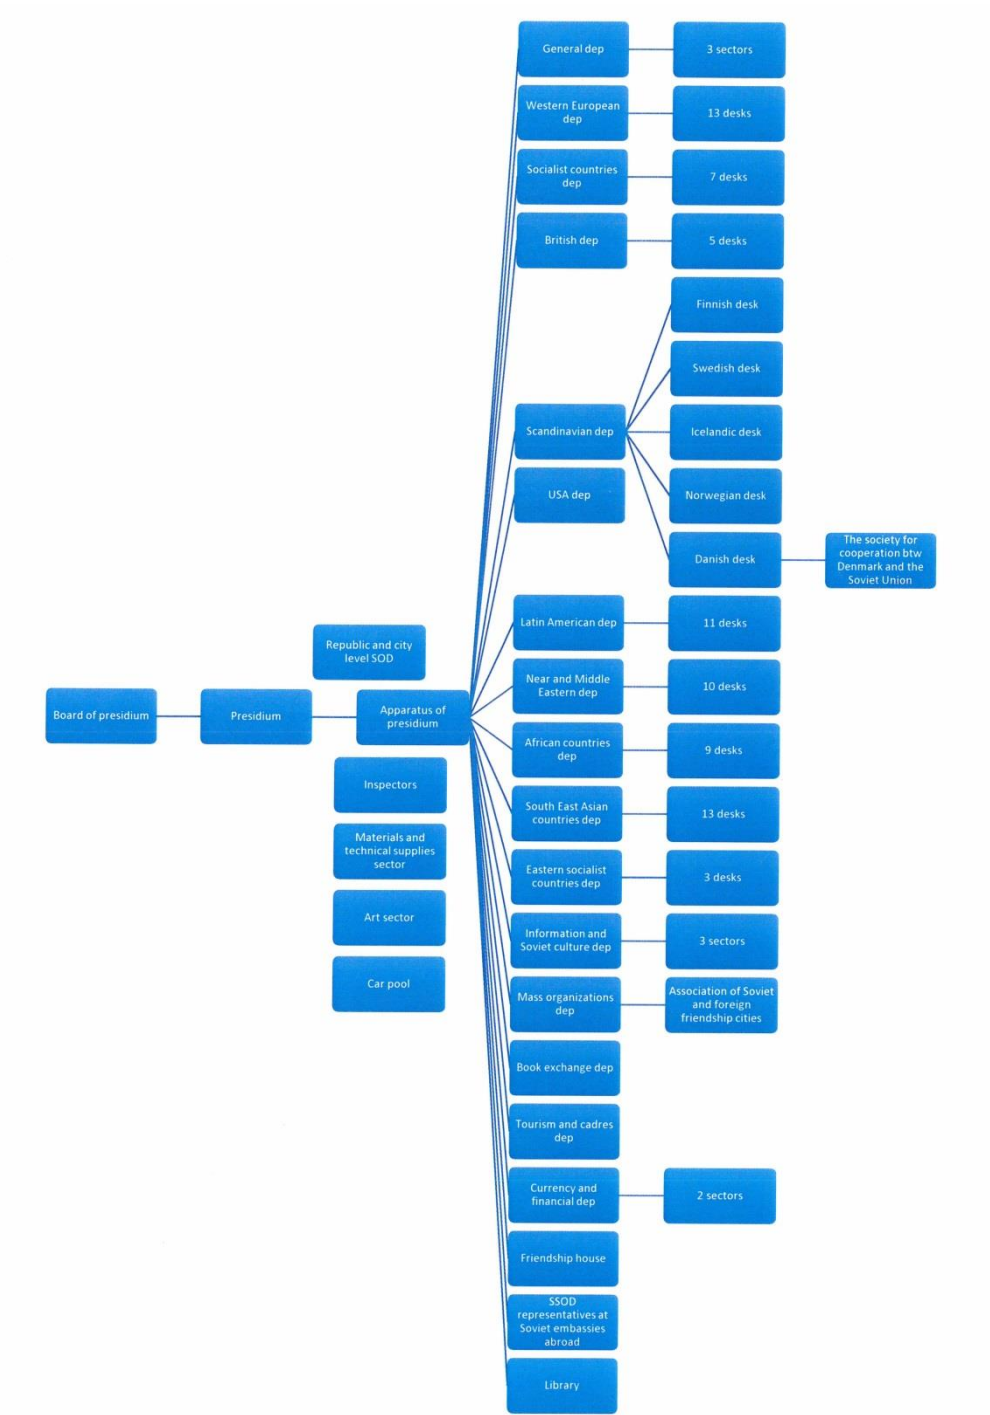 General dep
3 sectors
Western European
dep
13 desks
Socialist countries
dep
7 desks
British dep
5 desks
Finnish desk
Swedish desk
Scandinavian dep
Icelandic desk
USA dep
Norwegian desk
Danish desk
The society for
cooperation btw
Denmark and the
Soviet Union
Latin American dep
11 desks
Republic and city
level SOD
Near and Middle
Eastern dep
10 desks
Board of presidium
Presidium
Apparatus of
presidium
African countries
dep
9 desks
Inspectors
South East Asian
countries dep
13 desks
Materials and
technical supplies
sector
Eastern socialist
countries dep
3 desks
Art sector
Information and
Soviet culture dep
3 sectors
Car pool
Mass organizations
dep
Association of Soviet
and foreign
friendship cities
Book exchange dep
Tourism and cadres
dep
Currency and
financial dep
2 sectors
Friendship house
SSOD
representatives at
Soviet embassies
abroad
Library